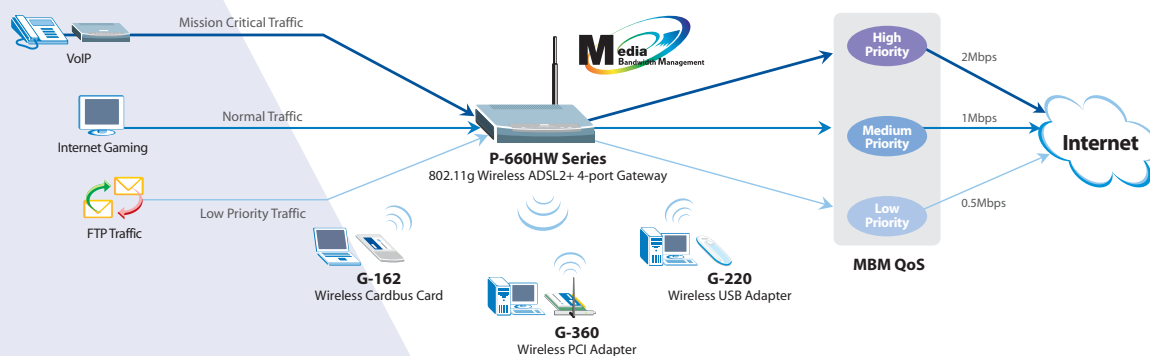 Mission Critical Traffic
VoIP
Media
Bandwidth Management
High
Priority
2Mbps
Normal Traffic
Internet Gaming
P-660HW Series
802.11g Wireless ADSL2+ 4-port Gateway
Medium
Priority
1Mbps
Internet
Low Priority Traffic
FTP Traffic
Low
Priority
0.5Mbps
MBM QoS
G-162
Wireless Cardbus Card
G-220
Wireless USB Adapter
G-360
Wireless PCI Adapter